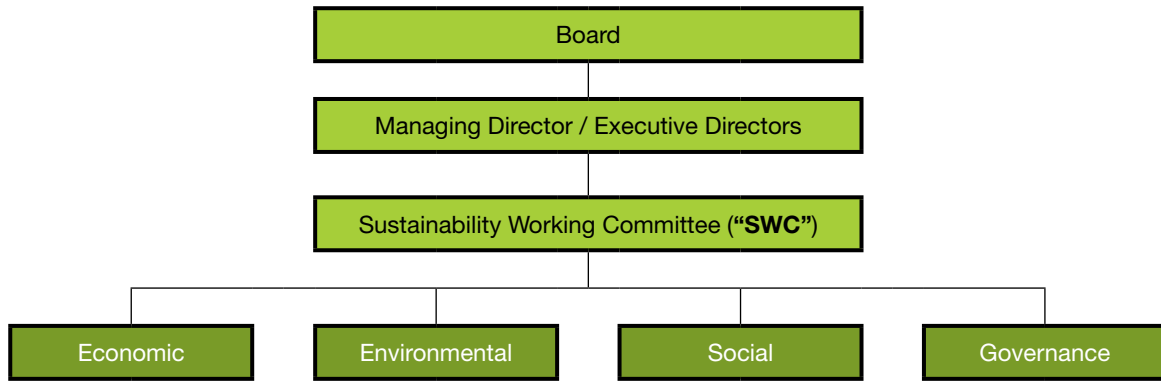 Board
Managing Director / Executive Directors
Sustainability Working Committee (“SWC”)
Economic
Environmental
Social
Governance